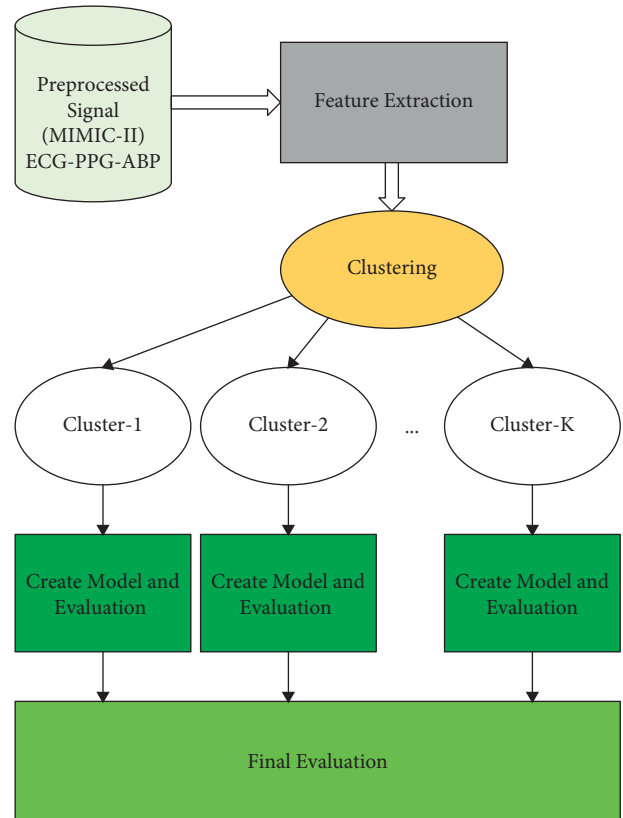 Preprocessed
Signal
(MIMIC-II)
ECG-PPG-ABP
Feature Extraction
Clustering
Cluster-1
Cluster-2
...
Cluster-K
Create Model and
Evaluation
Create Model and
Evaluation
Create Model and
Evaluation
Final Evaluation